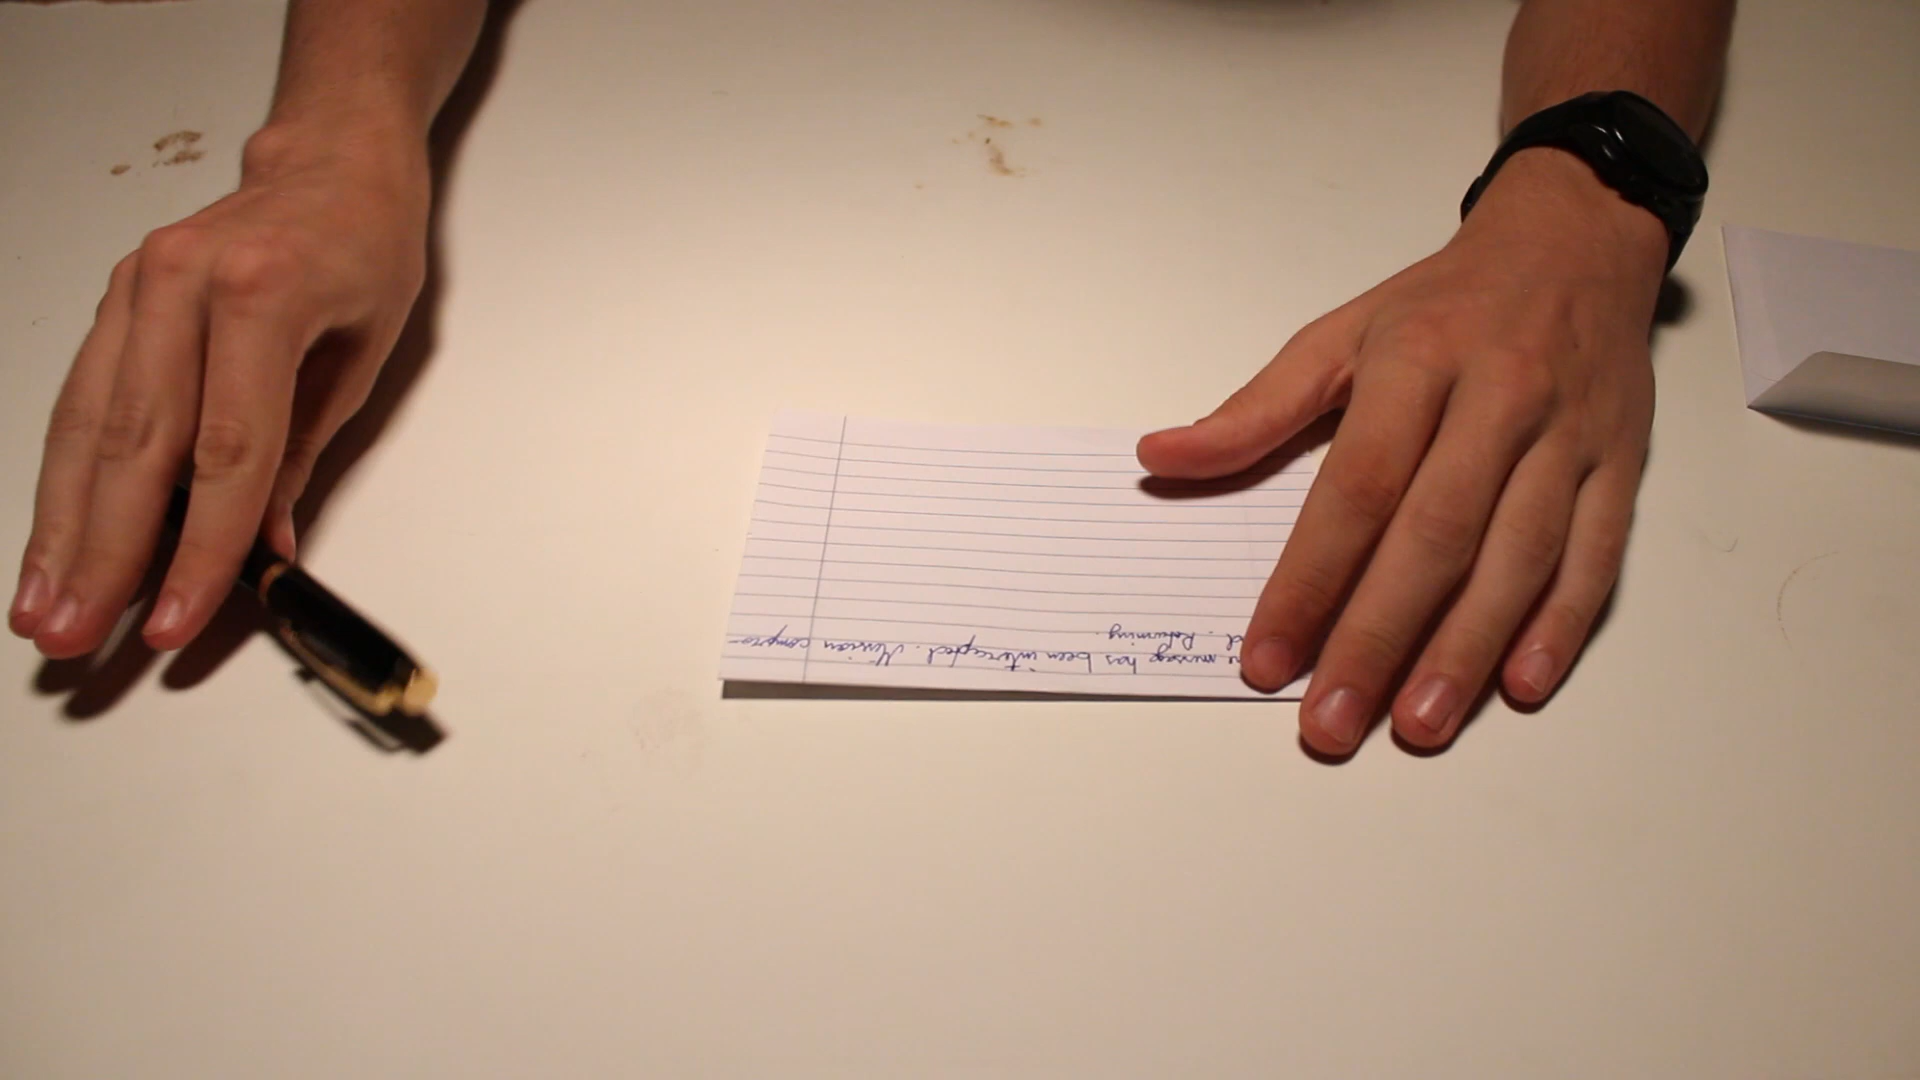 message has been intercepted. Mission compro-
d. Returning.